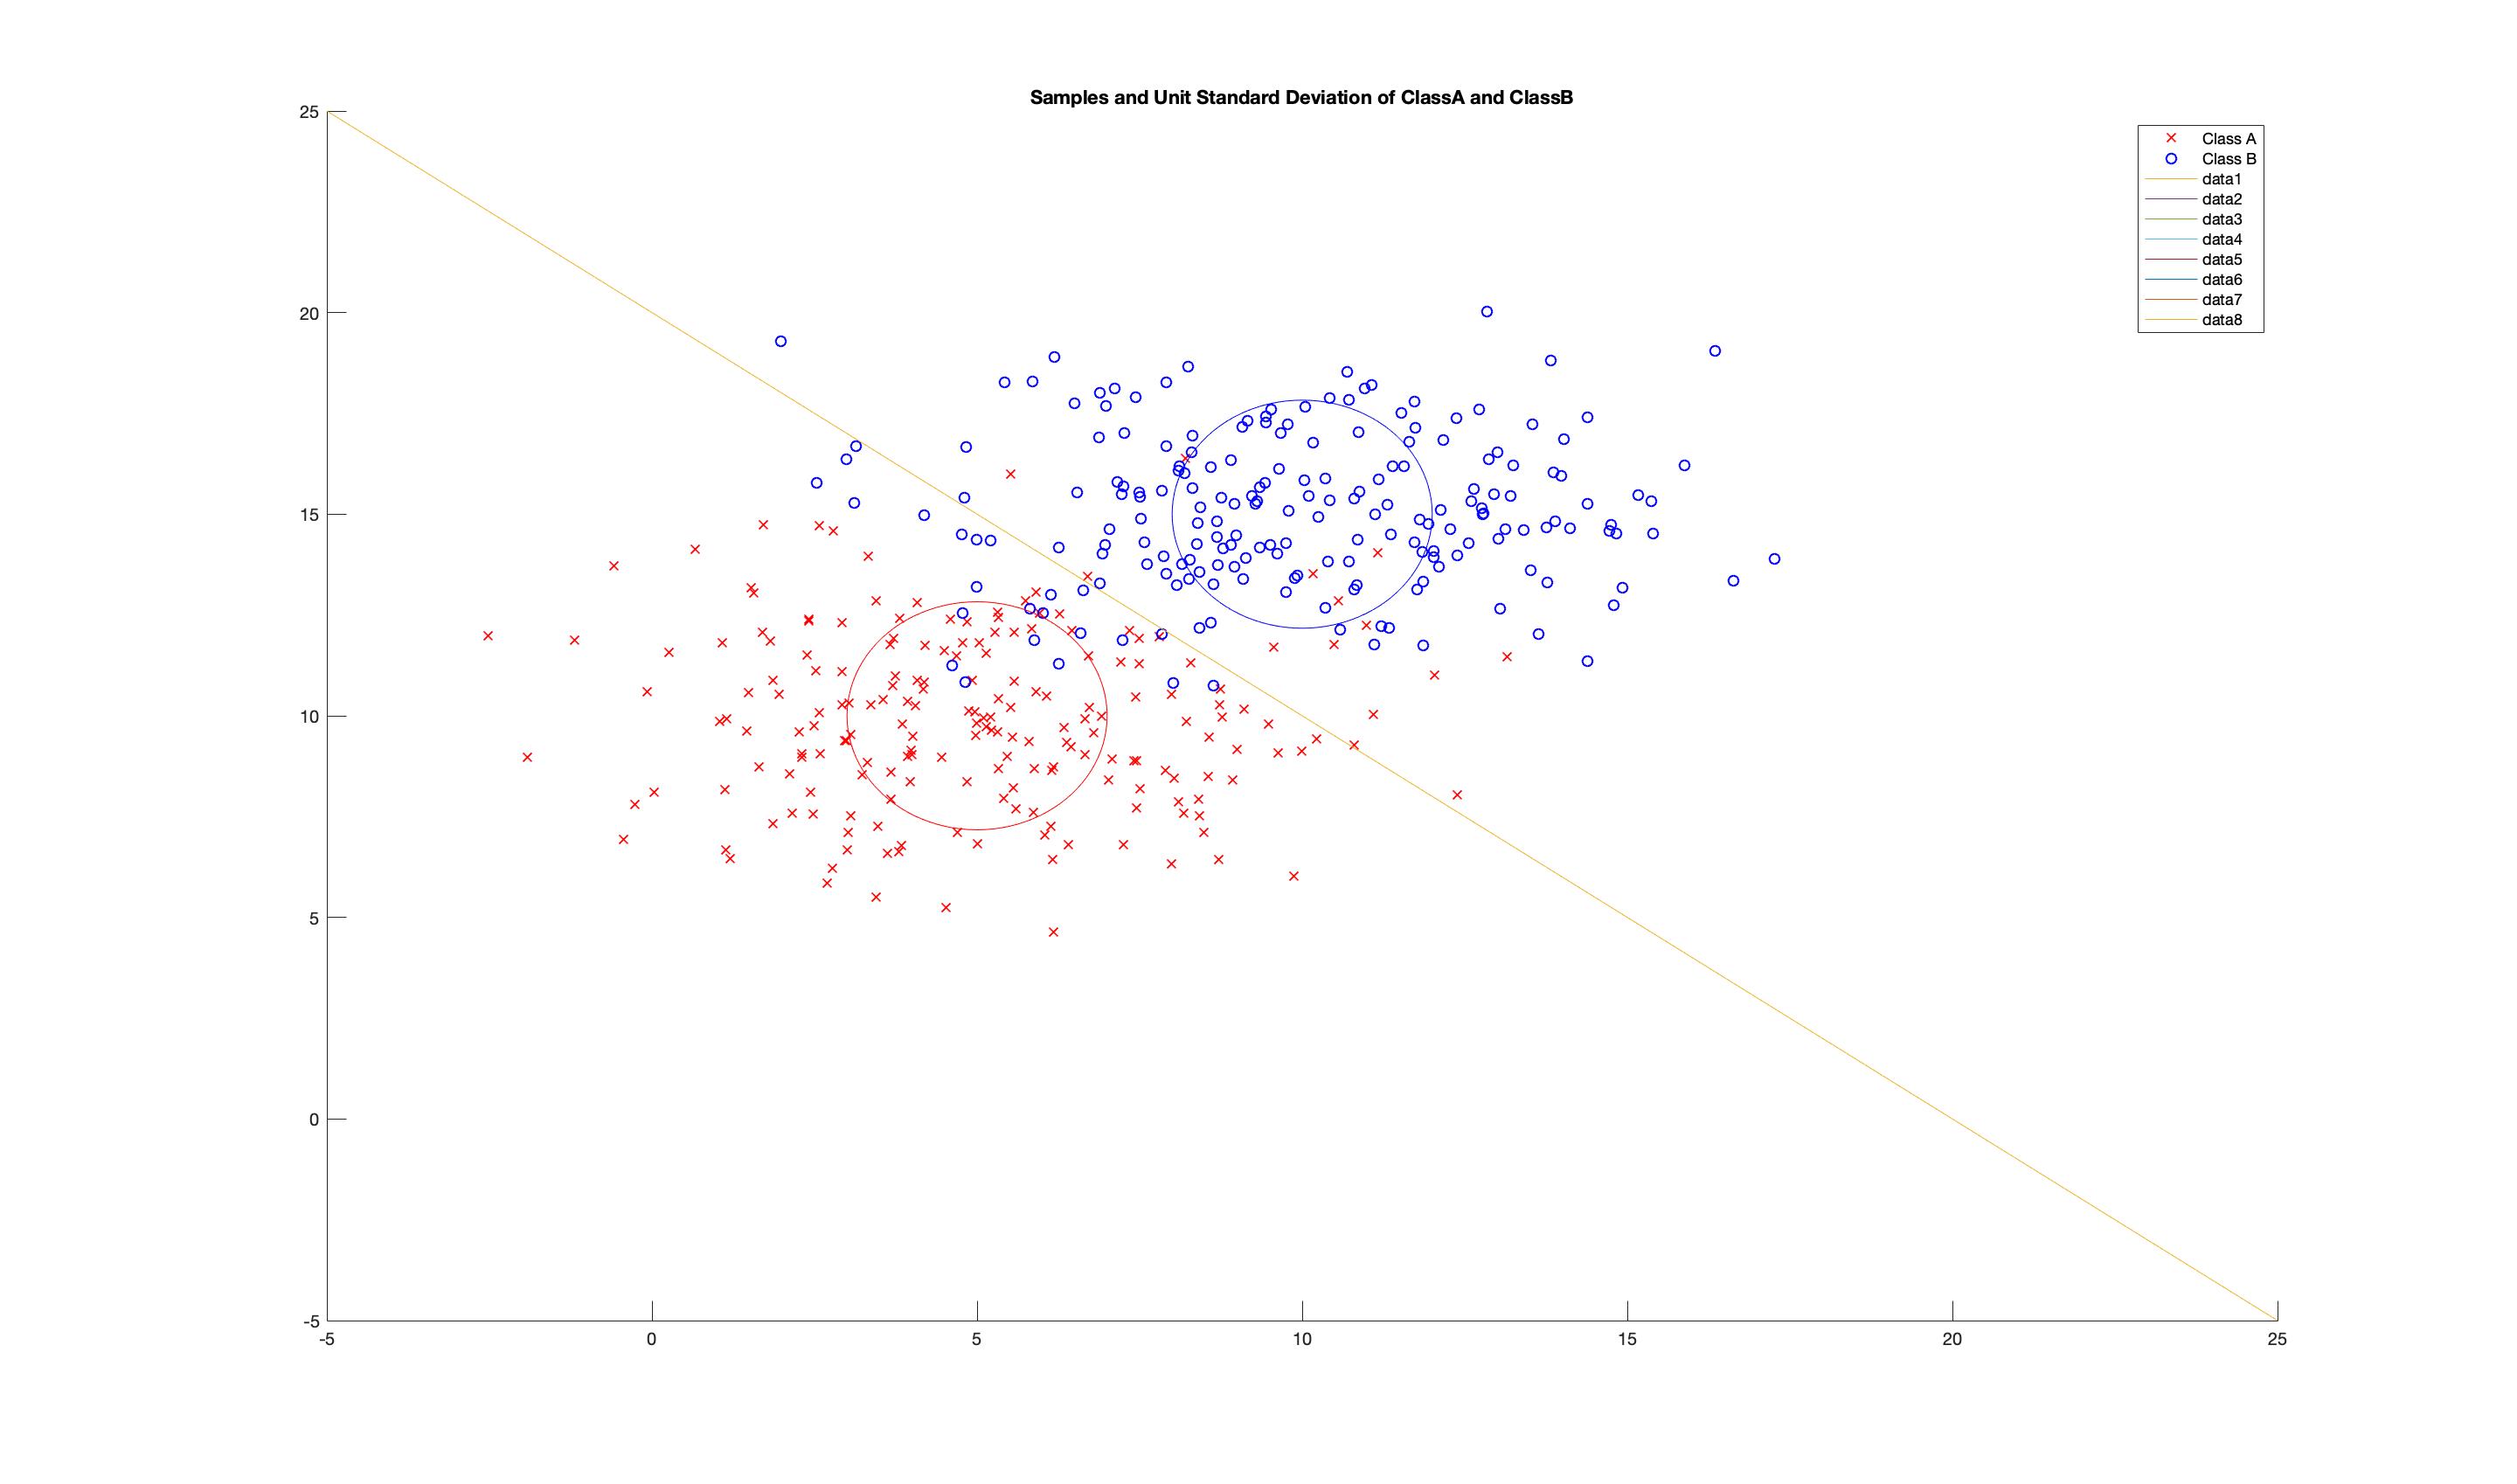 Samples and Unit Standard Deviation of ClassA and ClassB
25
20
15
10
5
0
-5
-5 0 5 10 15 20 25
Class A
Class B
data1
data2
data3
data4
data5
data6
data7
data8